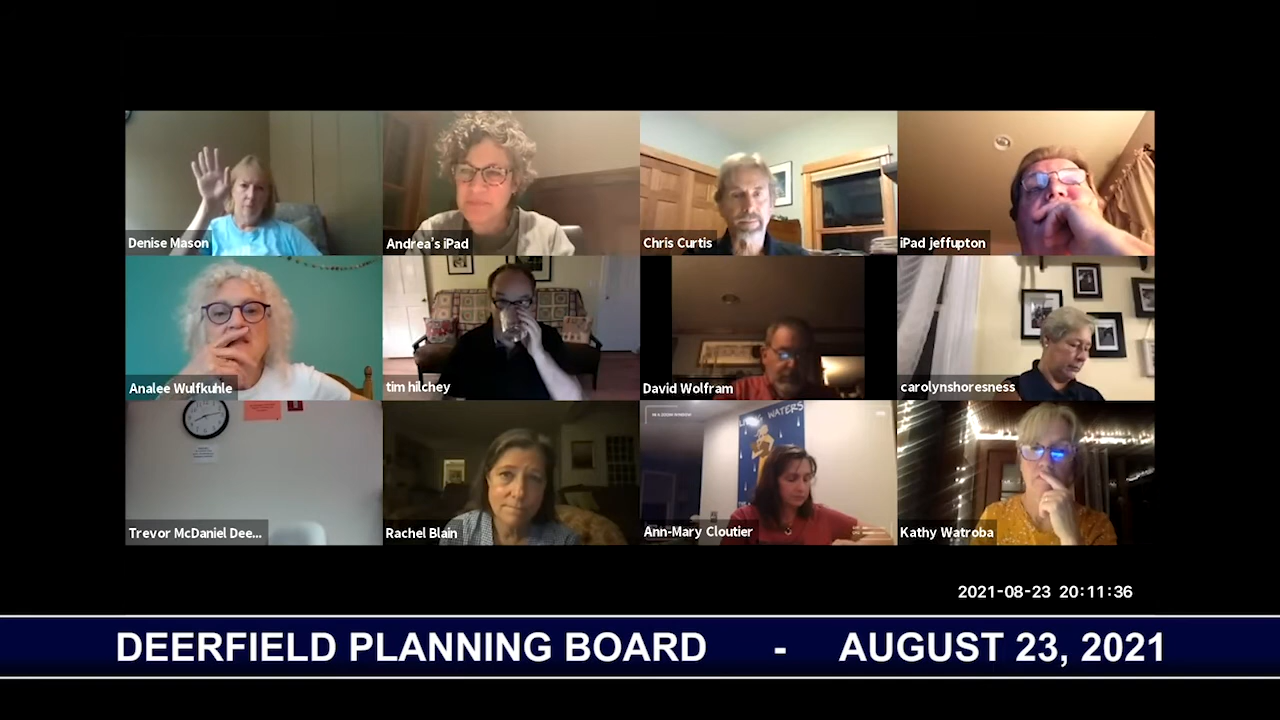 Denise Mason
Andrea's iPad
Chris Curtis
iPad jeffupton
Analee Wulfkuhle
tim hilchey
David Wolfram
carolynshoresness
Trevor McDaniel Dee...
Rachel Blain
WATERS
Ann-Mary Cloutier
Kathy Watroba
2021-08-23 20:11:36
DEERFIELD PLANNING BOARD - AUGUST 23, 2021